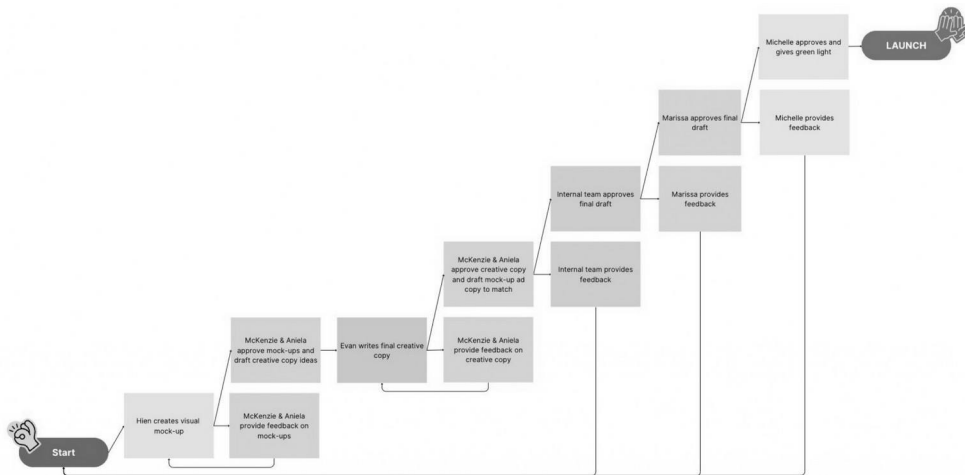 Start
Hien creates visual
mock-up
McKenzie & Aniela
provide feedback on
mock-ups
McKenzie & Aniela
approve mock-ups and
draft creative copy ideas
Evan writes final creative
copy
McKenzie & Aniela
provide feedback on
creative copy
McKenzie & Aniela
approve creative copy
and draft mock-up ad
copy to match
Internal team provides
feedback
Internal team approves
final draft
Marissa provides
feedback
Marissa approves final
draft
Michelle provides
feedback
Michelle approves and
gives green light
LAUNCH